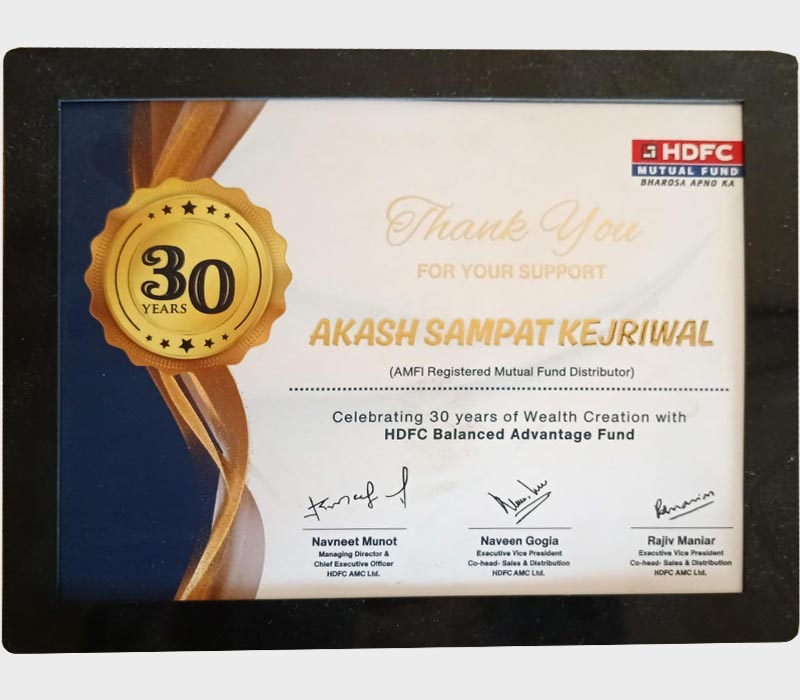 HDFC
MUTUAL FUND
BHAROSA APNO KA
30
YEARS
Thank You
FOR YOUR SUPPORT
AKASH SAMPAT KEJRIWAL
(AMFI Registered Mutual Fund Distributor)
Celebrating 30 years of Wealth Creation with
HDFC Balanced Advantage Fund
Navneet Munot
Managing Director &
Chief Executive Officer
HDFC AMC Ltd.
Naveen Gogia
Executive Vice President
Co-head- Sales & Distribution
HDFC AMC Ltd.
Rajiv Maniar
Executive Vice President
Co-head- Sales & Distribution
HDFC AMC Ltd.